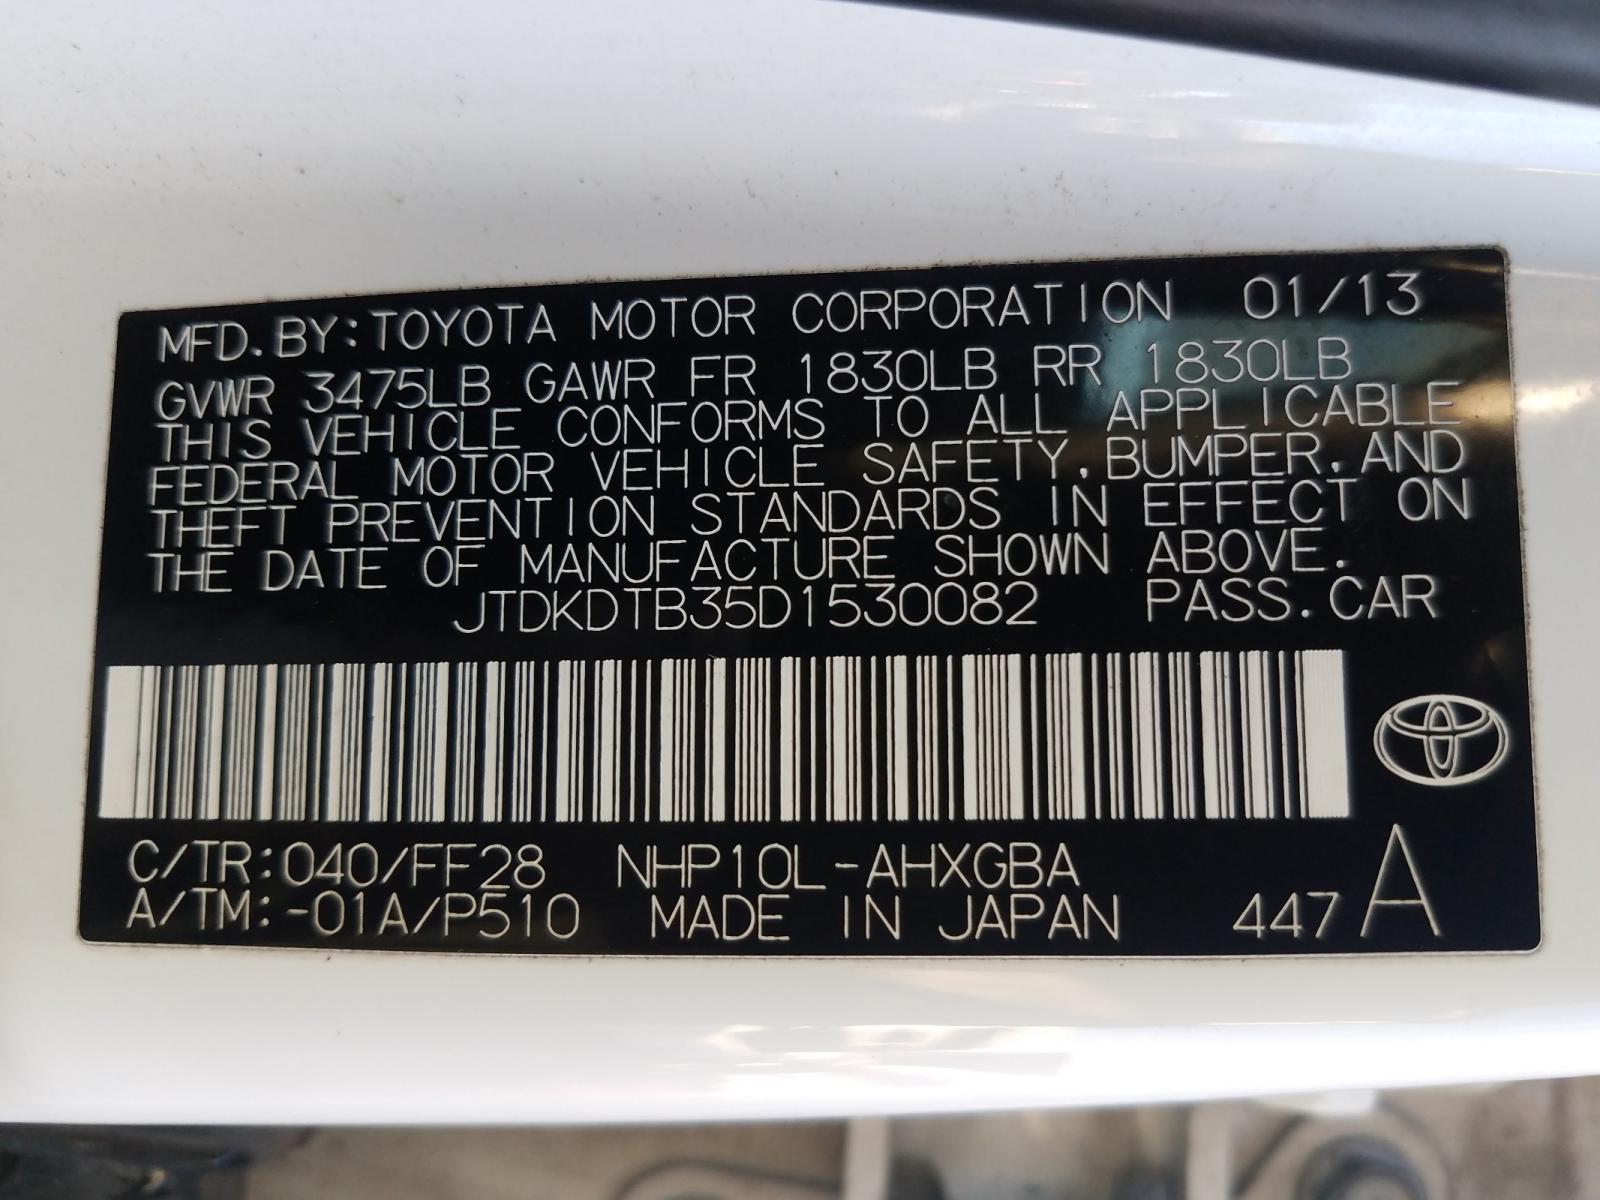 MFD. BY: TOYOTA MOTOR CORPORATION 01/13
GVWR 3475LB GAWR FR 1830LB RR 1830LB
THIS VEHICLE CONFORMS TO ALL APPLICABLE
FEDERAL MOTOR VEHICLE SAFETY, BUMPER, AND
THEFT PREVENTION STANDARDS IN EFFECT ON
THE DATE OF MANUFACTURE SHOWN ABOVE.
JTDKDTB35D1530082 PASS. CAR
C/TR: 040/FF28 NHP10L-AHXGBA
A/TM: -01A/P510 MADE IN JAPAN 447 A